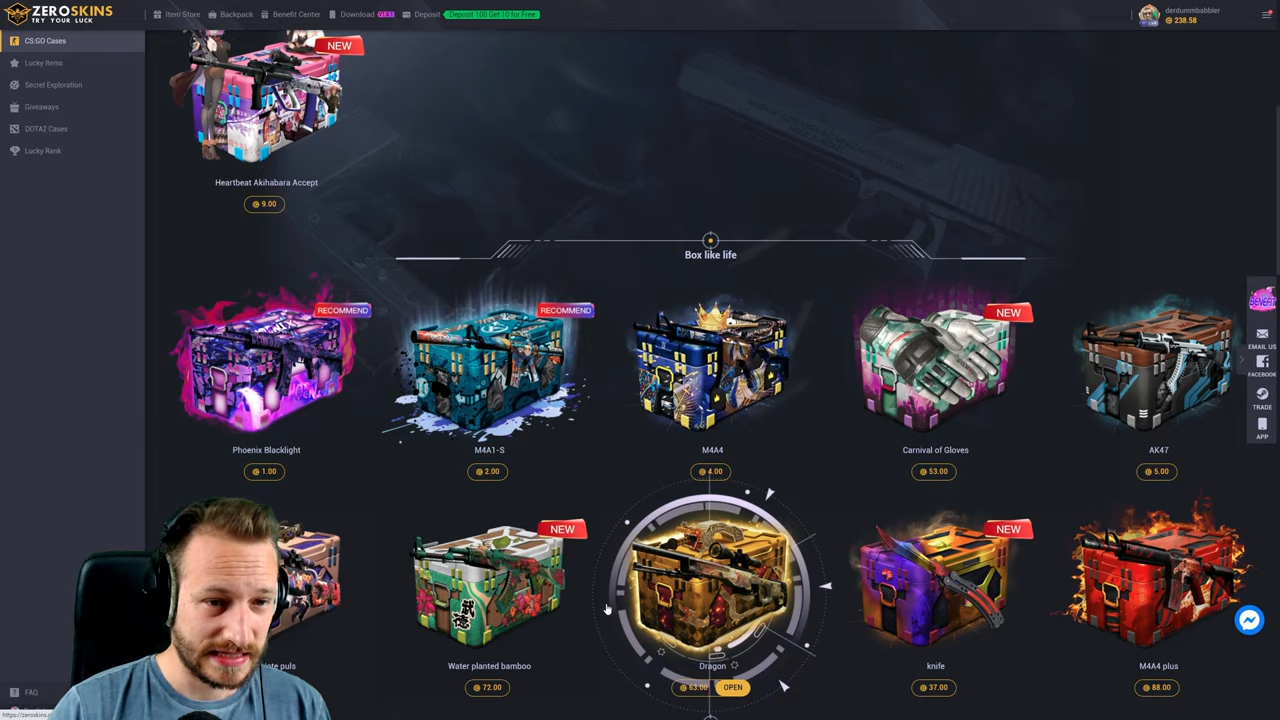 ZEROSKINS
TRY YOUR LUCK
Item Store
Backpack
Benefit Center
Download
Deposit
Deposit 100 Get 10 for Free
derdummbabbler
238.58
CS:GO Cases
Lucky Items
Secret Exploration
Giveaways
DOTA2 Cases
Lucky Rank
NEW
Heartbeat Akihabara Accept
9.00
Box like life
RECOMMEND
RECOMMEND
NEW
Phoenix Blacklight
M4A1-S
M4A4
Carnival of Gloves
AK47
1.00
2.00
4.00
53.00
5.00
BENEFIT
EMAIL US
FACEBOOK
TRADE
APP
NEW
NEW
puls
Water planted bamboo
Dragon
knife
M4A4 plus
72.00
63.00
OPEN
37.00
88.00
FAQ